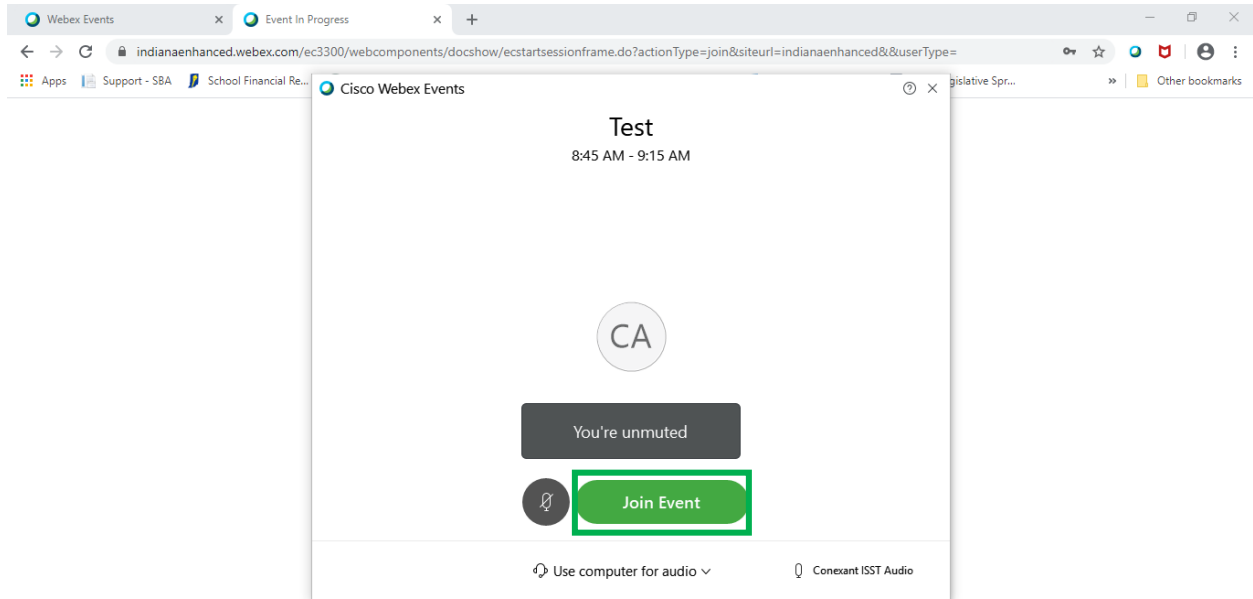 Webex Events
Event In Progress
indianaenhanced.webex.com/ec3300/webcomponents/docshow/ecstartsessionframe.do?actionType=join&siteurl=indianaenhanced&&userType=
Apps Support - SBA School Financial Re... gislative Spr... » Other bookmarks
Cisco Webex Events
Test
8:45 AM - 9:15 AM
CA
You're unmuted
Join Event
Use computer for audio
Conexant ISST Audio